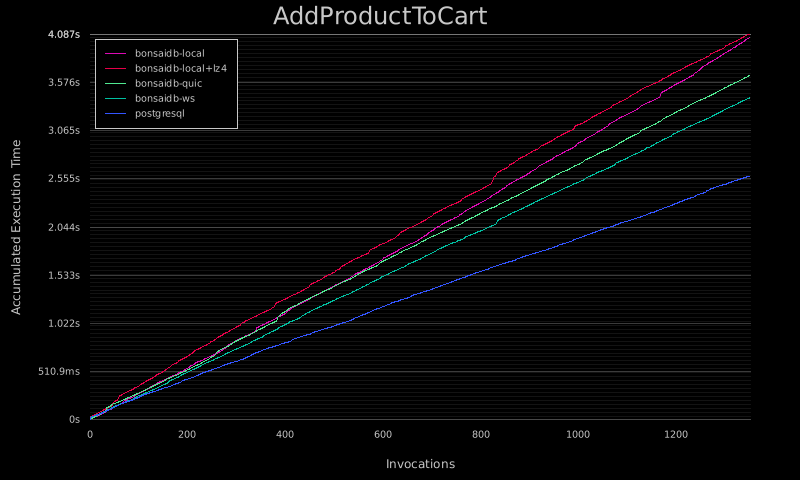 AddProductToCart
4.087s
bonsaidb-local
bonsaidb-local+lz4
bonsaidb-quic
bonsaidb-ws
postgresql
3.576s
3.065s
2.555s
2.044s
1.533s
1.022s
510.9ms
0s
Accumulated Execution Time
0 200 400 600 800 1000 1200
Invocations